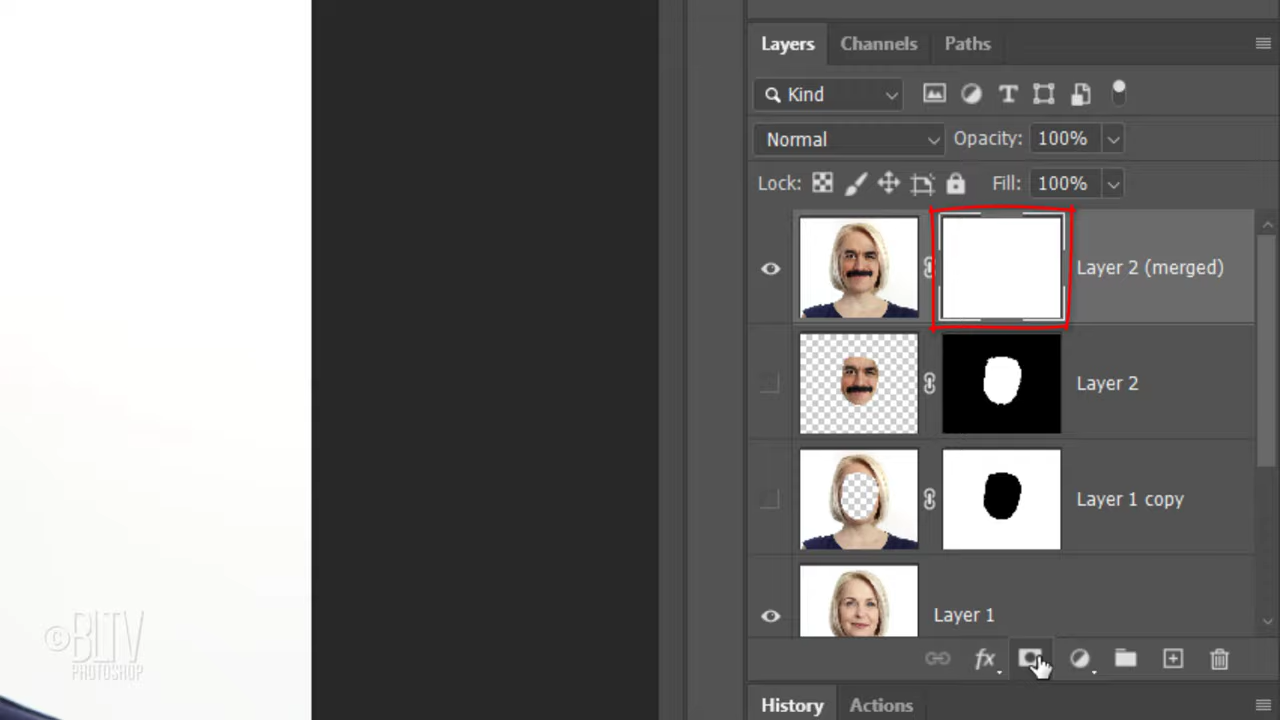 Layers Channels Paths
Kind
Normal Opacity: 100%
Lock: Fill: 100%
Layer 2 (merged)
Layer 2
Layer 1 copy
Layer 1
fx
History Actions
©BLTV
PHOTOSHOP